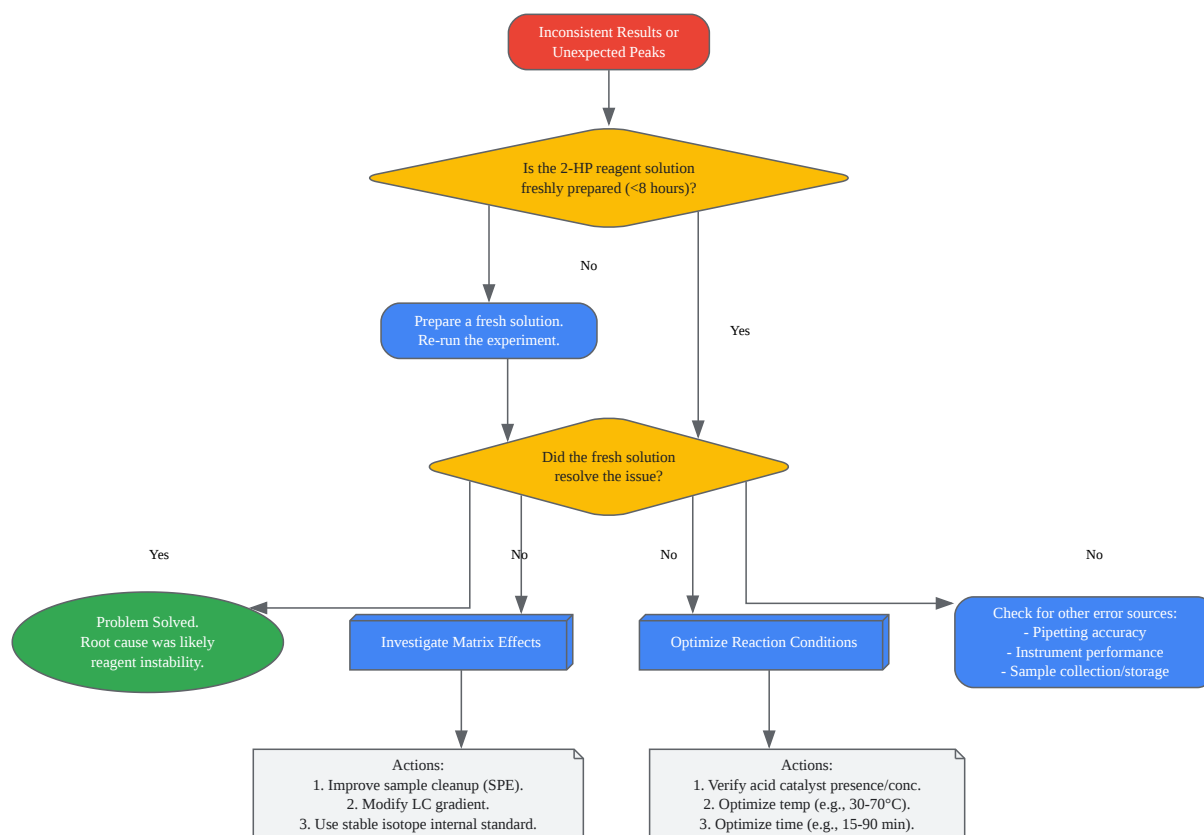 Inconsistent Results or
Unexpected Peaks
Is the 2-HP reagent solution
freshly prepared (<8 hours)?
No
Prepare a fresh solution.
Re-run the experiment.
Yes
Did the fresh solution
resolve the issue?
Yes
No
No
No
Problem Solved.
Root cause was likely
reagent instability.
Investigate Matrix Effects
Optimize Reaction Conditions
Check for other error sources:
- Pipetting accuracy
- Instrument performance
- Sample collection/storage
Actions:
1. Improve sample cleanup (SPE).
2. Modify LC gradient.
3. Use stable isotope internal standard.
Actions:
1. Verify acid catalyst presence/conc.
2. Optimize temp (e.g., 30-70°C).
3. Optimize time (e.g., 15-90 min).